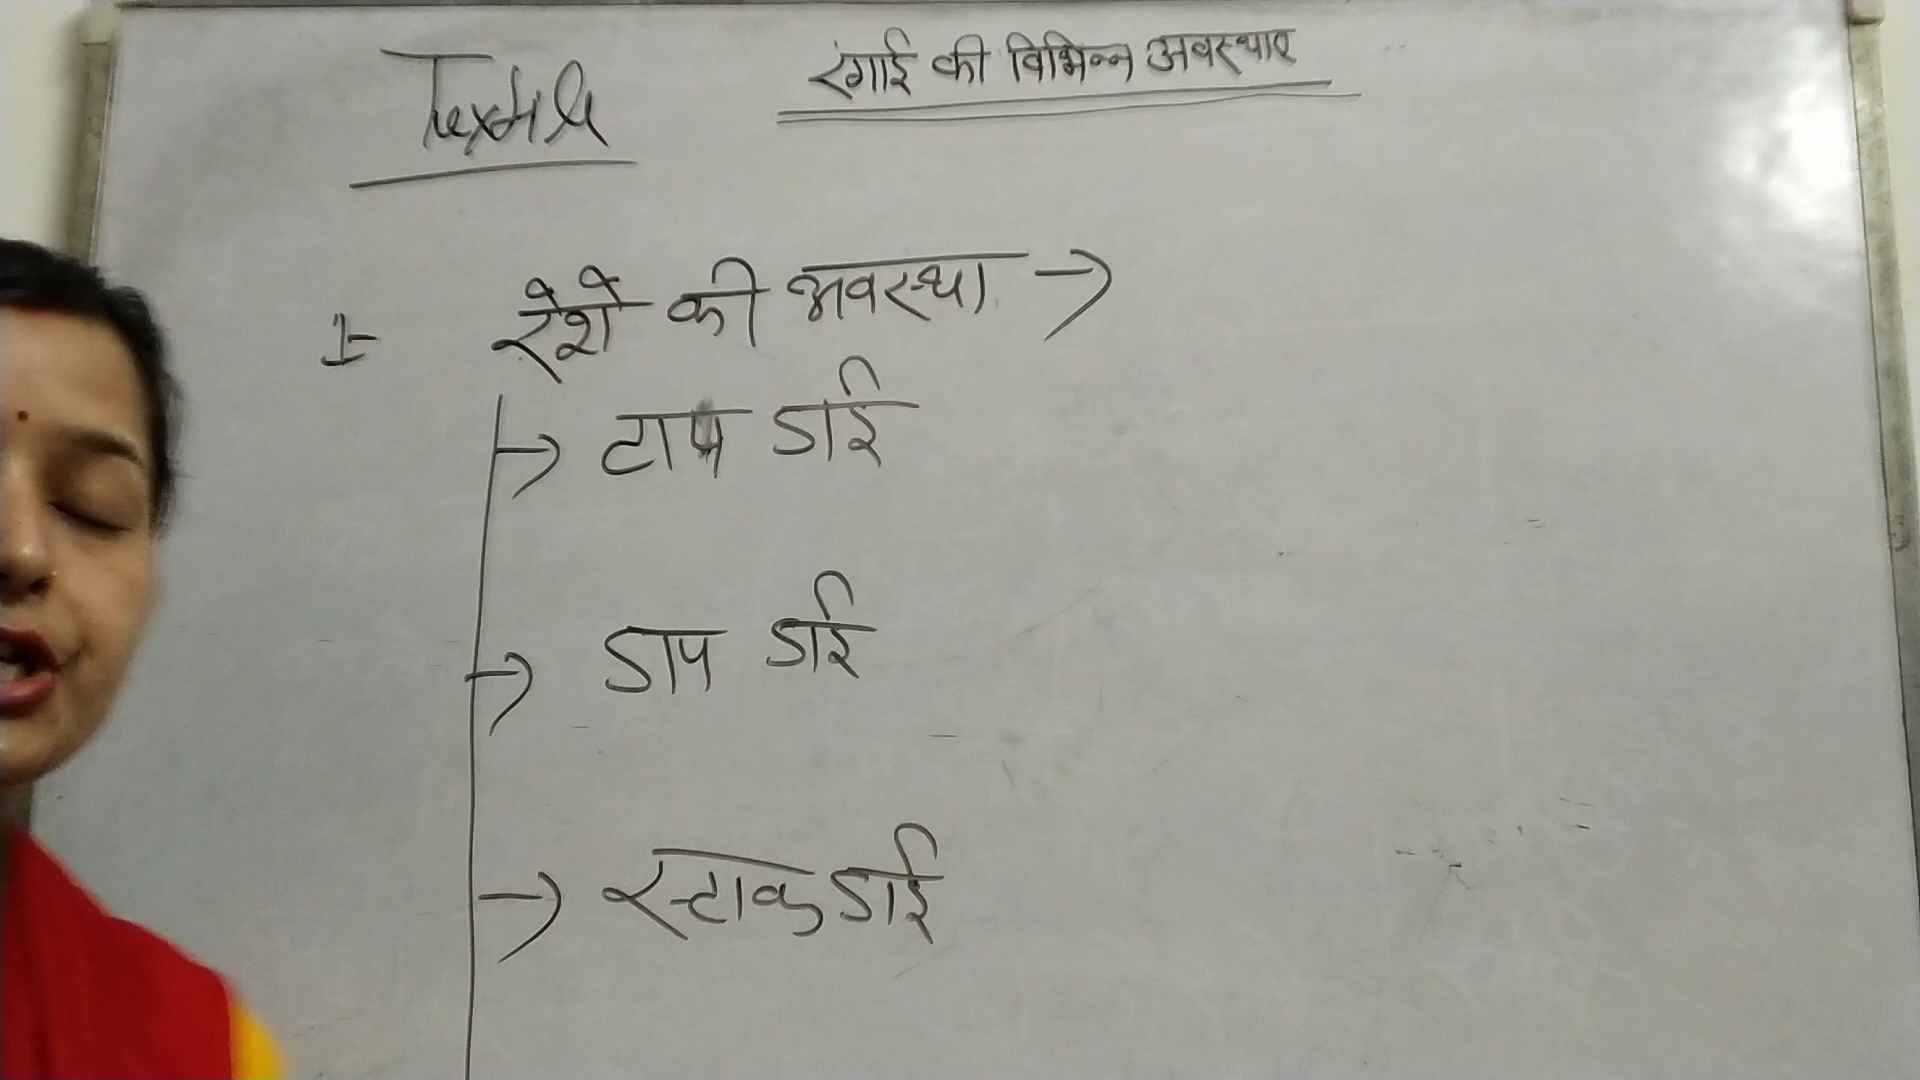 Textile
रंगाई की विभिन्न अवस्थाए
1- रेशे की अवस्था →
→ टाप डाई
→ डाप डाई
→ स्टाक डाई